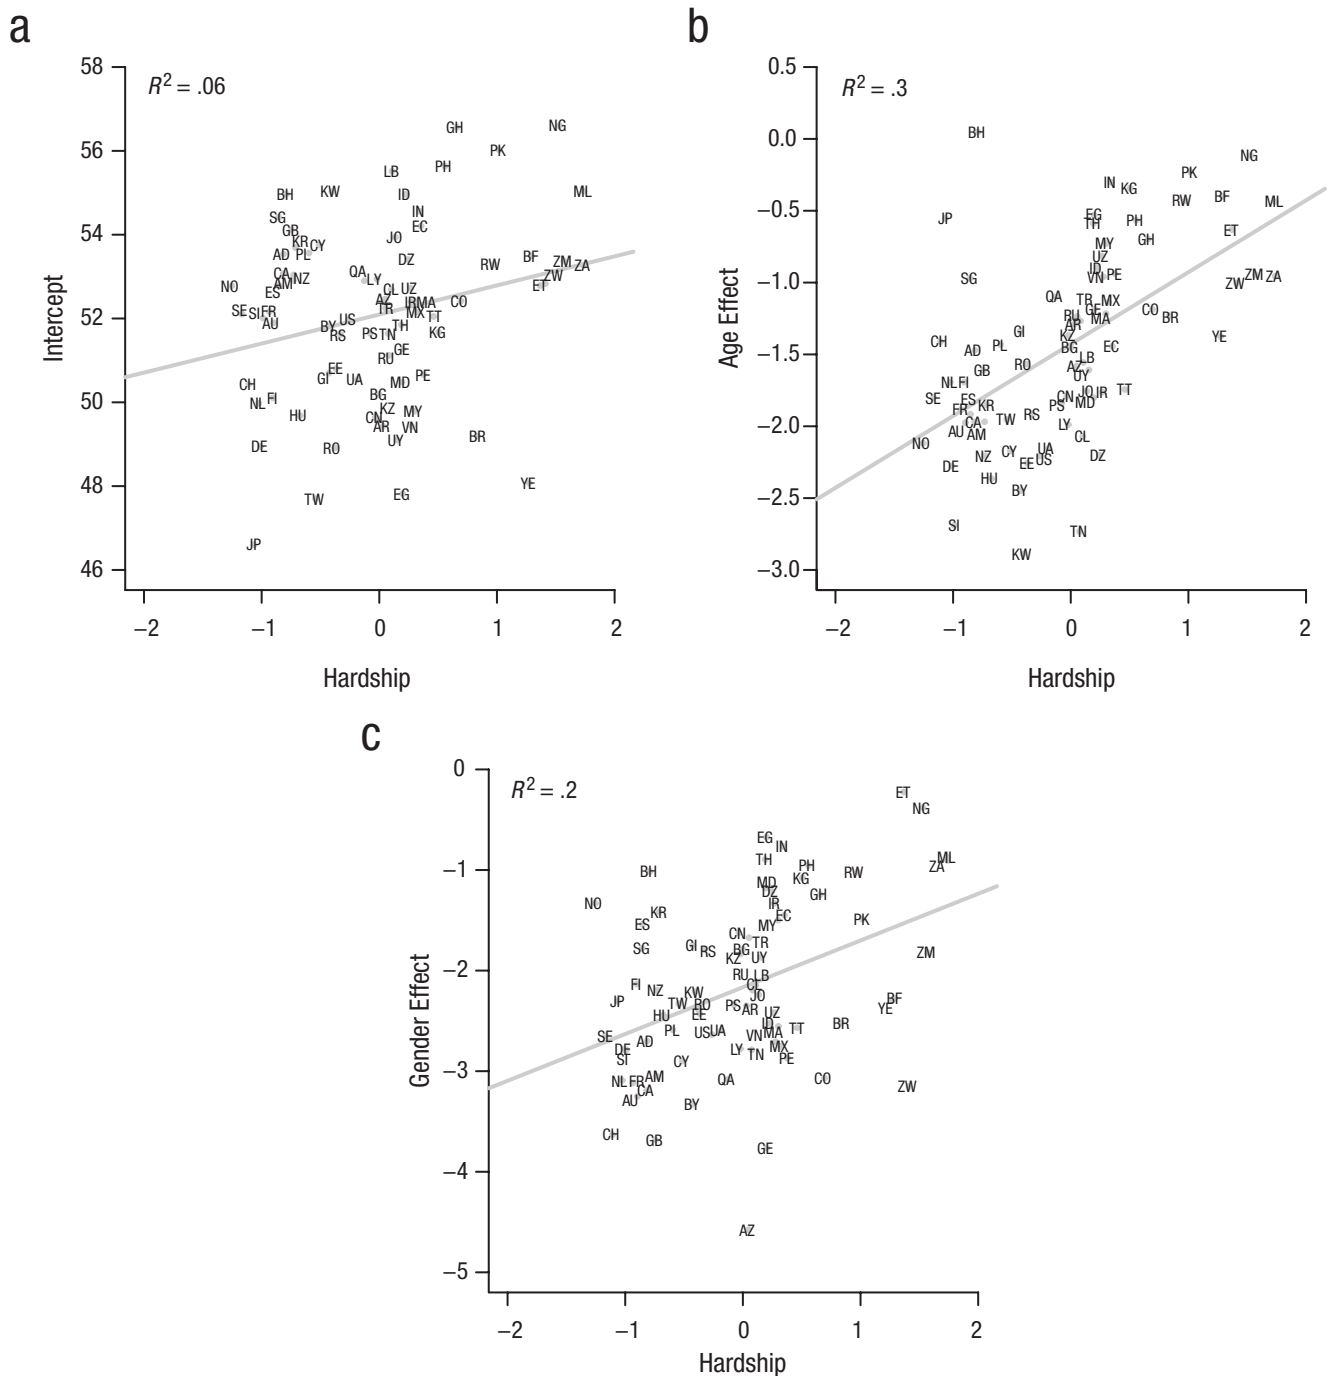 a
58
R² = .06
GH
NG
56
PK
LB
PH
BH
KW
ID
ML
SG
IN
GB
EC
54
KR
CY
JO
AD
PL
DZ
BF
RW
ZM
ZA
CA
QA
ZW
AM
NZ
LY
NO
ET
ES
CL
UZ
AZ
IR
MA
CO
SE
SI
FR
TR
MX
TT
52
AU
BY
US
TH
RS
PS
TN
KG
GE
RU
EE
GI
UA
MD
PE
CH
BG
50
NL
FI
HU
KZ
MY
CN
AR
VN
DE
RO
UY
BR
48
YE
TW
EG
JP
46
Intercept
−2
−1
0
1
2
Hardship
b
0.5
R² = .3
0.0
BH
NG
PK
IN
KG
RW
BF
ML
−0.5
JP
EG
TH
PH
ET
MY
GH
UZ
−1.0
SG
ID
VN
PE
ZM
ZA
ZW
QA
TR
MX
GE
CO
RU
MA
BR
AR
CH
GI
KZ
YE
−1.5
AD
PL
BG
EC
LB
GB
RO
AZ
UY
NL
FI
JO
IR
TT
SE
ES
CN
MD
FR
KR
PS
RS
−2.0
CA
TW
LY
AU
AM
CL
NO
CY
UA
NZ
US
DZ
DE
EE
HU
BY
−2.5
SI
TN
KW
−3.0
Age Effect
−2
−1
0
1
2
Hardship
c
0
R² = .2
ET
NG
EG
IN
TH
ML
−1
BH
PH
ZA
RW
MD
KG
DZ
GH
NO
IR
KR
EC
PK
ES
MY
CN
SG
GI
RS
BG
TR
ZM
KZ
UY
−2
RU
LB
FI
CL
NZ
KW
JO
BF
JP
TW
RO
PS
AR
YE
HU
EE
UZ
BR
ID
SE
PL
US
UA
VN
MA
TT
AD
DE
LY
MX
SI
CY
TN
PE
−3
NL
FR
AM
QA
CO
CA
ZW
AU
BY
CH
GB
GE
−4
AZ
−5
Gender Effect
−2
−1
0
1
2
Hardship